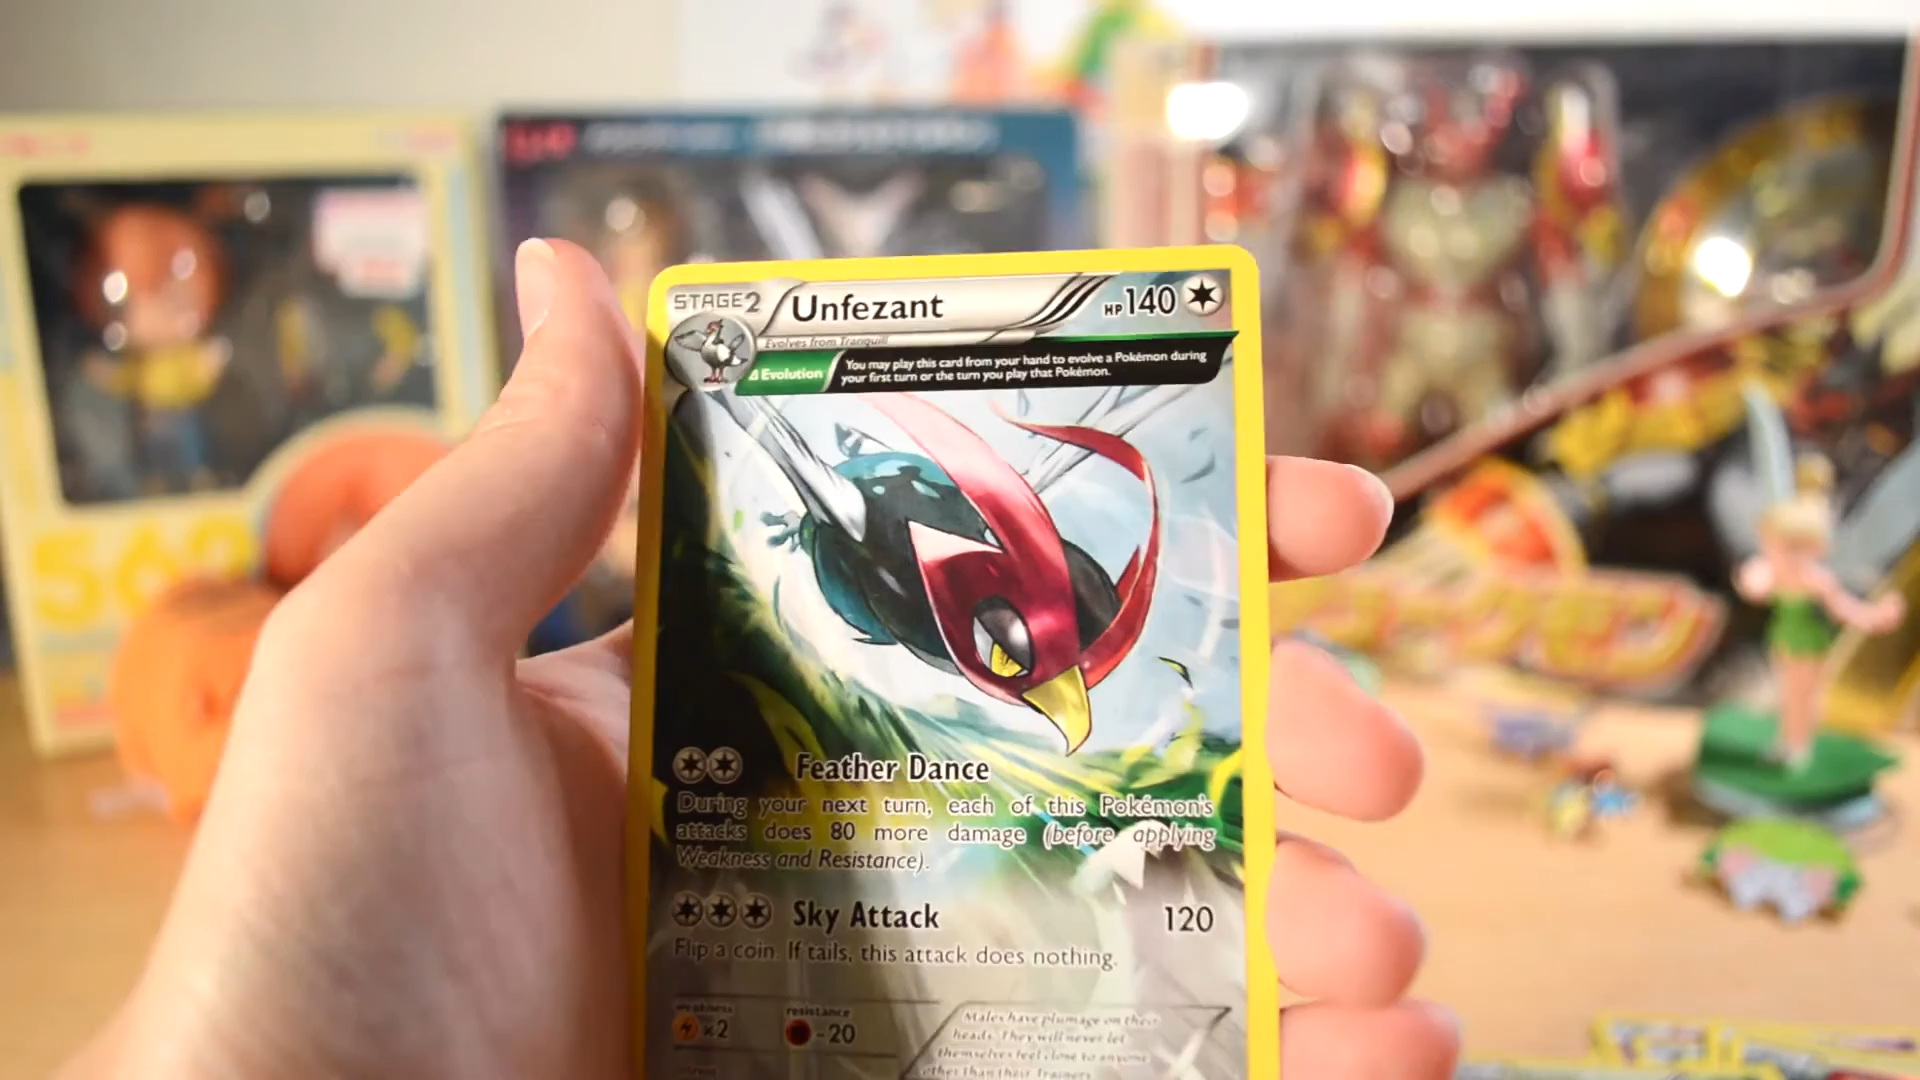 STAGE2 Unfezant HP140
Evolves from Tranquill
Δ Evolution
You may play this card from your hand to evolve a Pokémon during
your first turn or the turn you play that Pokémon.
Feather Dance
During your next turn, each of this Pokémon's
attacks does 80 more damage (before applying
Weakness and Resistance).
Sky Attack 120
Flip a coin. If tails, this attack does nothing.
weakness resistance
×2 -20
Males have plumage on their
heads. They will never let
themselves feel close to anyone
other than their Trainers.